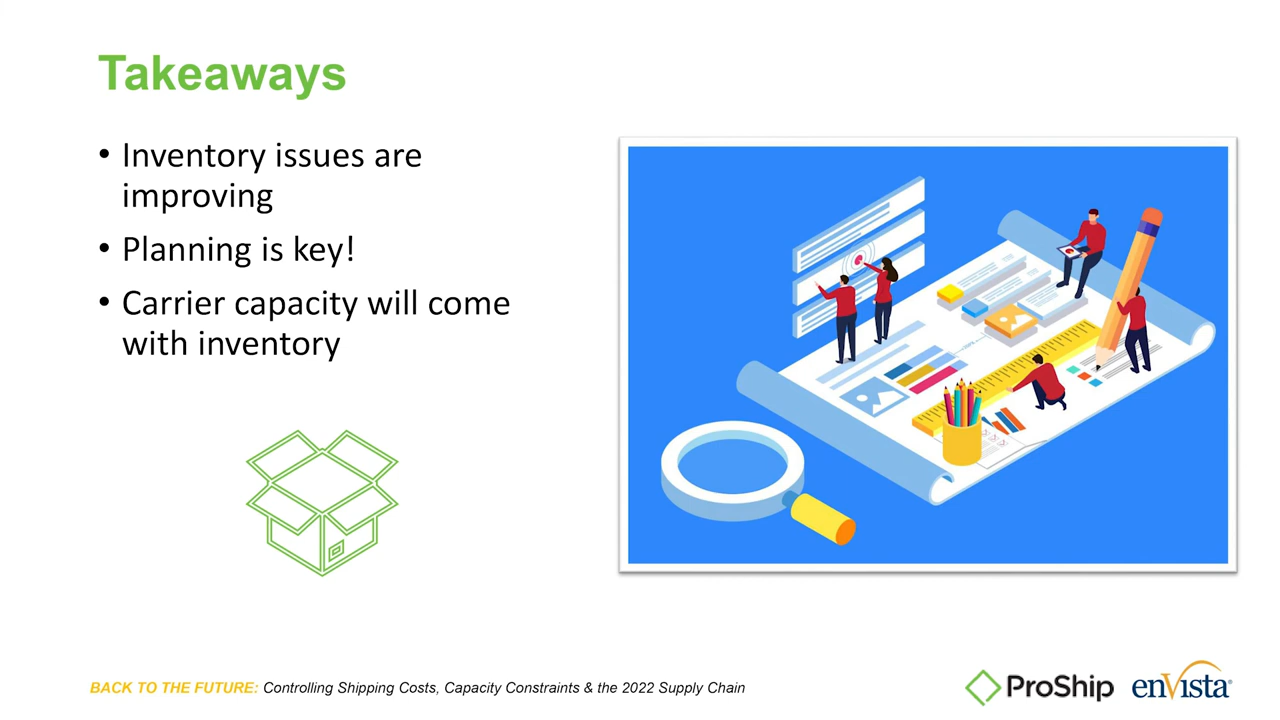 Takeaways
• Inventory issues are
improving
• Planning is key!
• Carrier capacity will come
with inventory
BACK TO THE FUTURE: Controlling Shipping Costs, Capacity Constraints & the 2022 Supply Chain
ProShip
enVista®